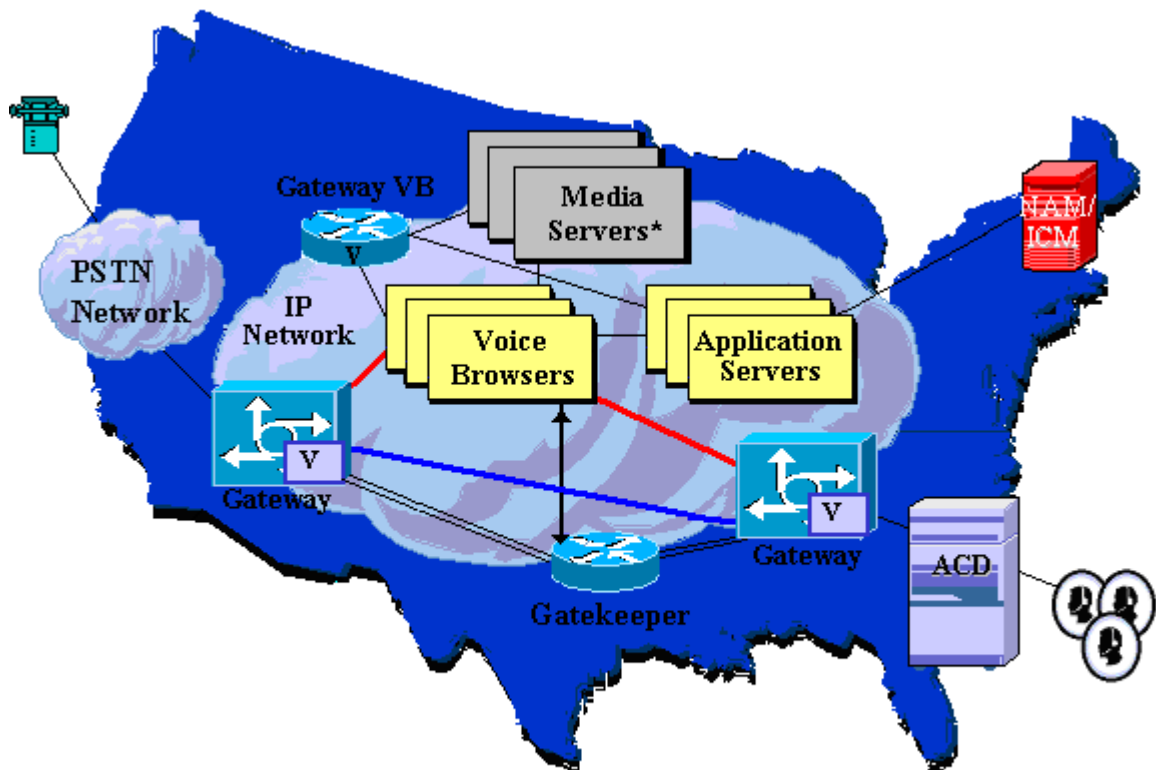 Gateway VB
V
Media
Servers*
NAM/
ICM
PSTN
Network
IP
Network
Voice
Browsers
Application
Servers
V
Gateway
V
Gateway
Gatekeeper
ACD